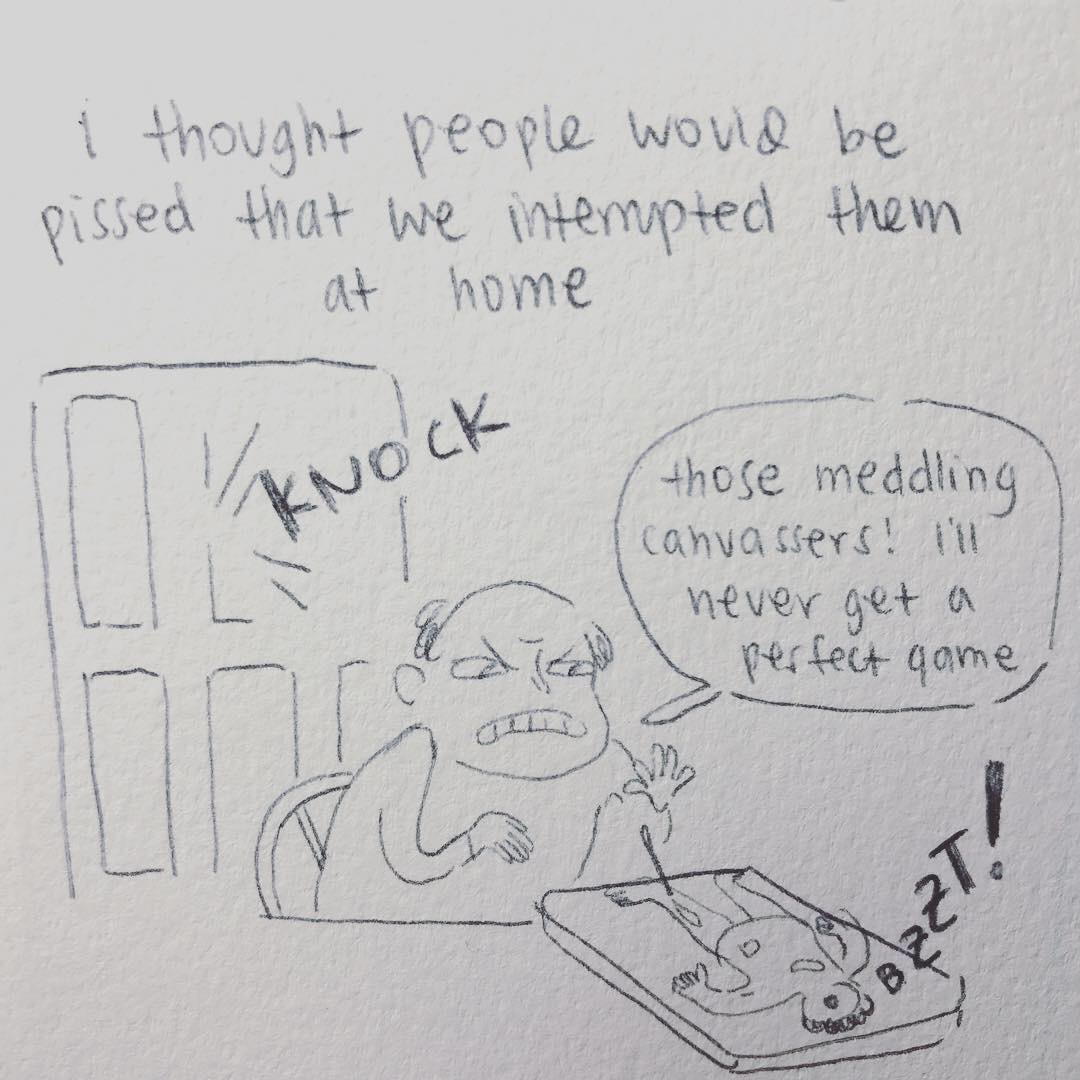 i thought people would be
pissed that we interrupted them
at home
KNOCK
those meddling
canvassers! i'll
never get a
perfect game
BZZT!